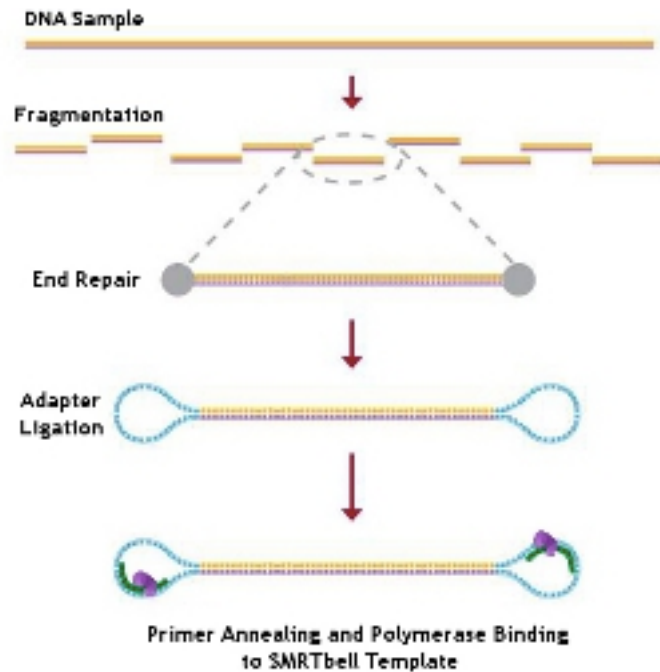 DNA Sample
Fragmentation
End Repair
Adapter
Ligation
Primer Annealing and Polymerase Binding
to SMRTbell Template